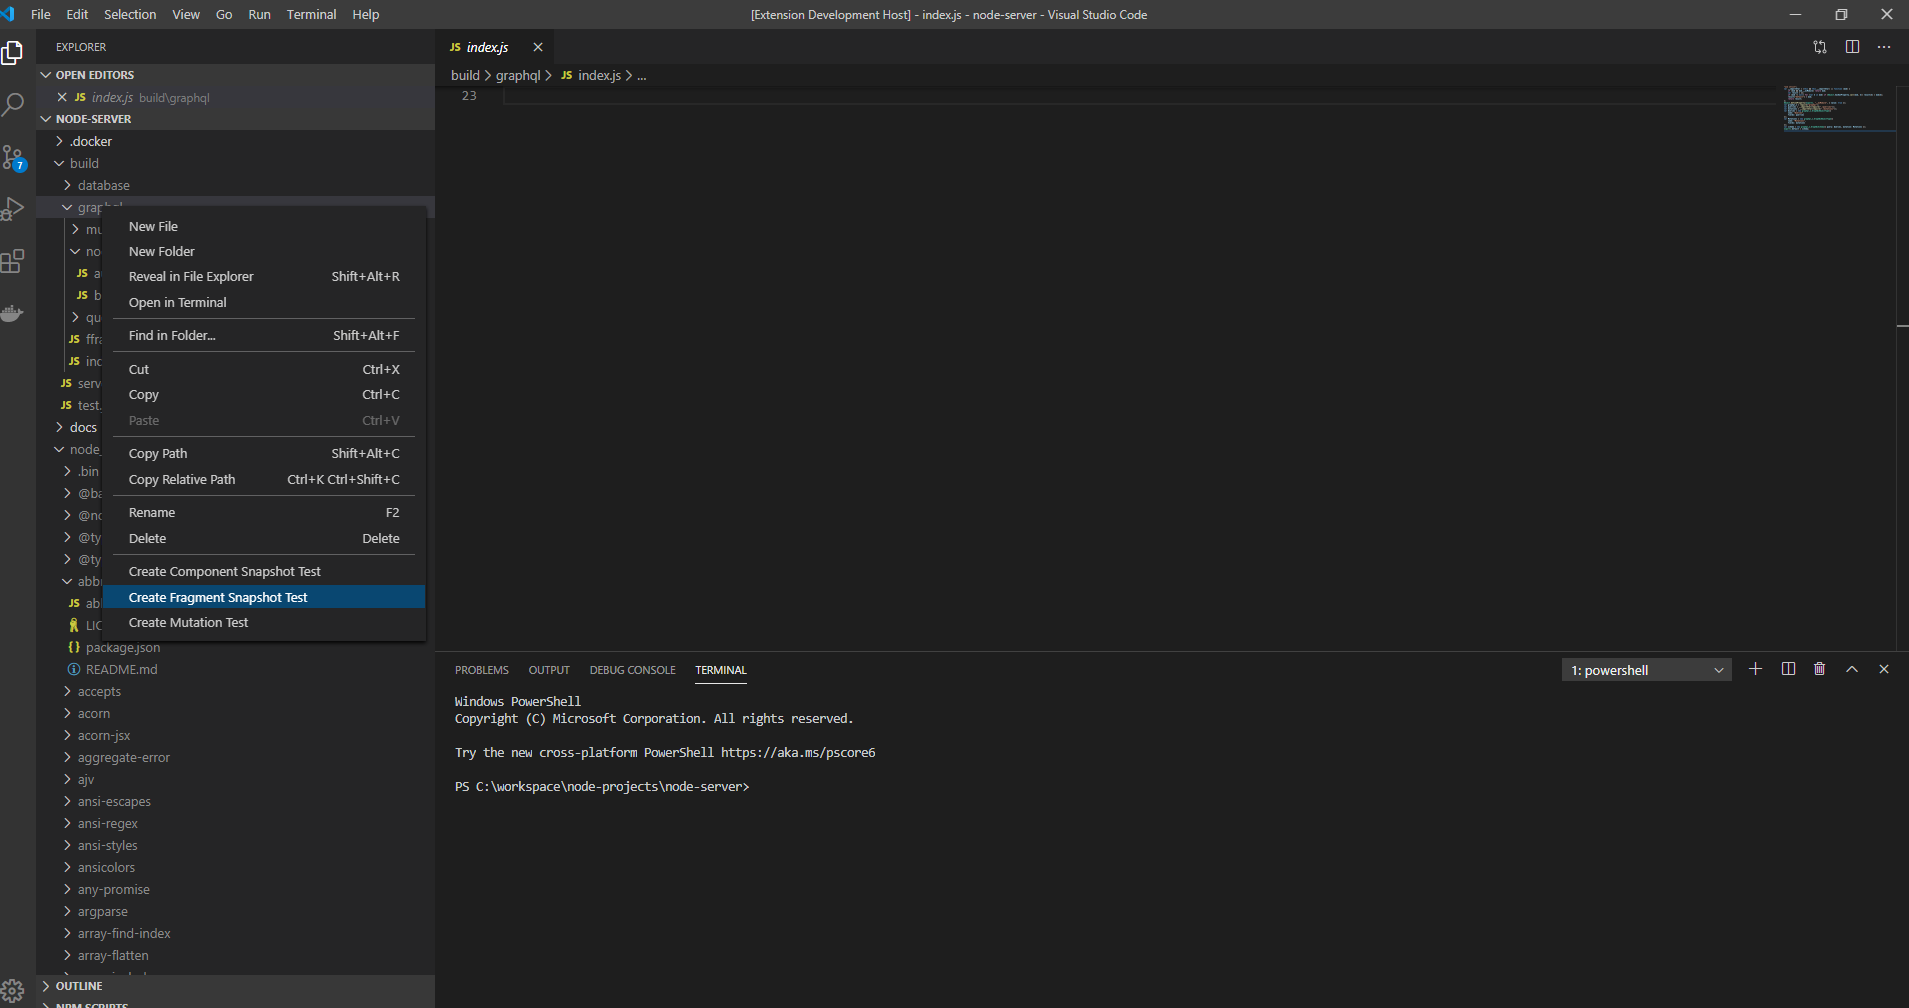 File Edit Selection View Go Run Terminal Help
[Extension Development Host] - index.js - node-server - Visual Studio Code
EXPLORER
OPEN EDITORS
JS index.js build\graphql
NODE-SERVER
.docker
build
database
New File
New Folder
Reveal in File Explorer Shift+Alt+R
Open in Terminal
Find in Folder... Shift+Alt+F
Cut Ctrl+X
Copy Ctrl+C
Paste Ctrl+V
Copy Path Shift+Alt+C
Copy Relative Path Ctrl+K Ctrl+Shift+C
Rename F2
Delete Delete
Create Component Snapshot Test
Create Fragment Snapshot Test
Create Mutation Test
mu
no
JS a
JS b
qu
JS ffra
JS ind
JS serv
JS test.
docs
node_
.bin
@ba
@no
@ty
@ty
abb
JS ab
LIC
{} package.json
README.md
accepts
acorn
acorn-jsx
aggregate-error
ajv
ansi-escapes
ansi-regex
ansi-styles
ansicolors
any-promise
argparse
array-find-index
array-flatten
OUTLINE
NPM SCRIPTS
7
JS index.js
build > graphql > JS index.js > ...
23
PROBLEMS OUTPUT DEBUG CONSOLE TERMINAL
1: powershell
Windows PowerShell
Copyright (C) Microsoft Corporation. All rights reserved.
Try the new cross-platform PowerShell https://aka.ms/pscore6
PS C:\workspace\node-projects\node-server>